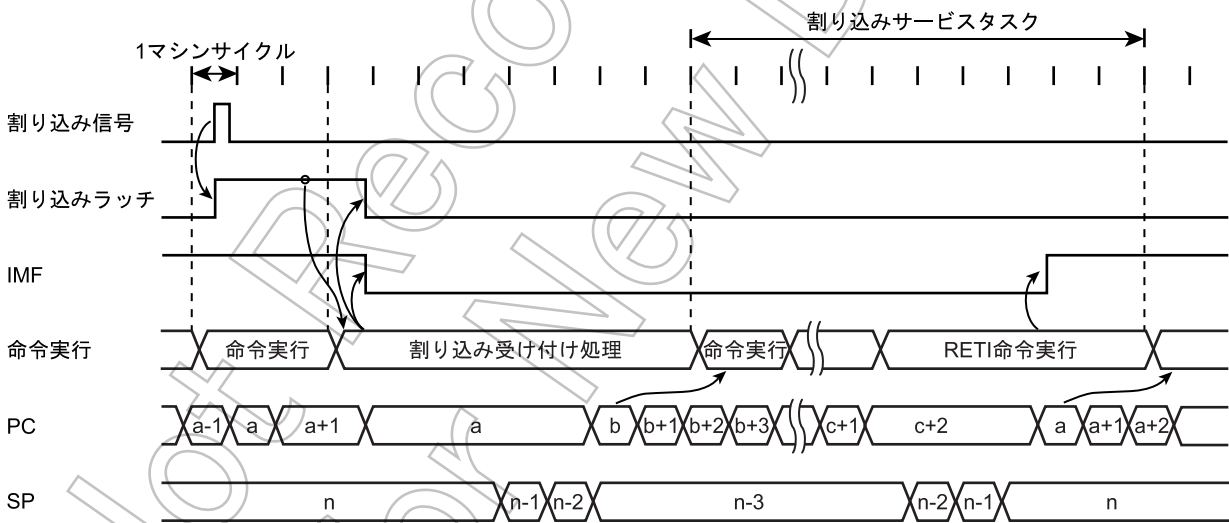 割り込みサービスタスク
1マシンサイクル
割り込み信号
割り込みラッチ
IMF
命令実行 命令実行 割り込み受け付け処理 命令実行 RETI命令実行
PC a-1 a a+1 a b b+1 b+2 b+3 c+1 c+2 a a+1 a+2
SP n n-1 n-2 n-3 n-2 n-1 n
Not Reco
for New D